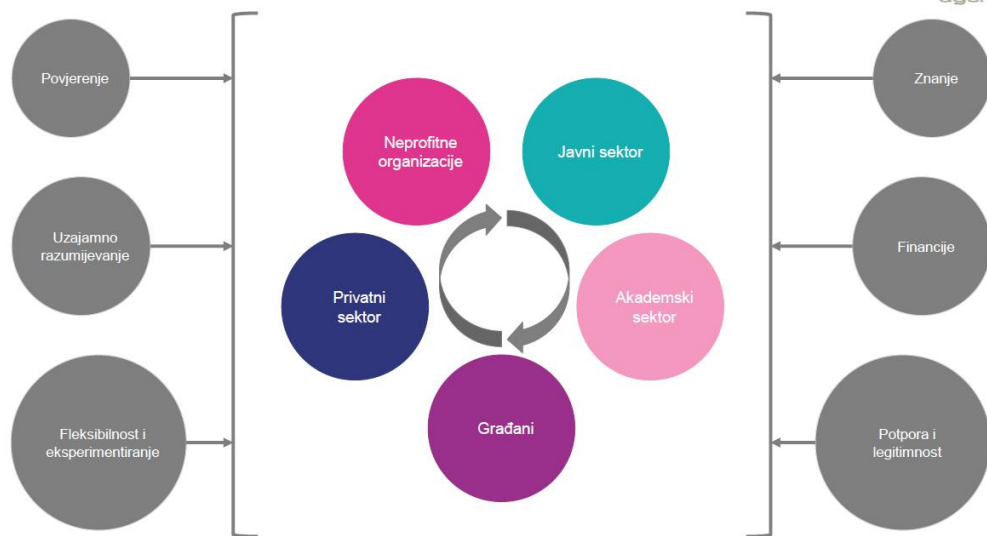 Povjerenje
Uzajamno
razumijevanje
Fleksibilnost i
eksperimentiranje
Neprofitne
organizacije
Javni sektor
Privatni
sektor
Akademski
sektor
Građani
Znanje
Financije
Potpora i
legitimnost